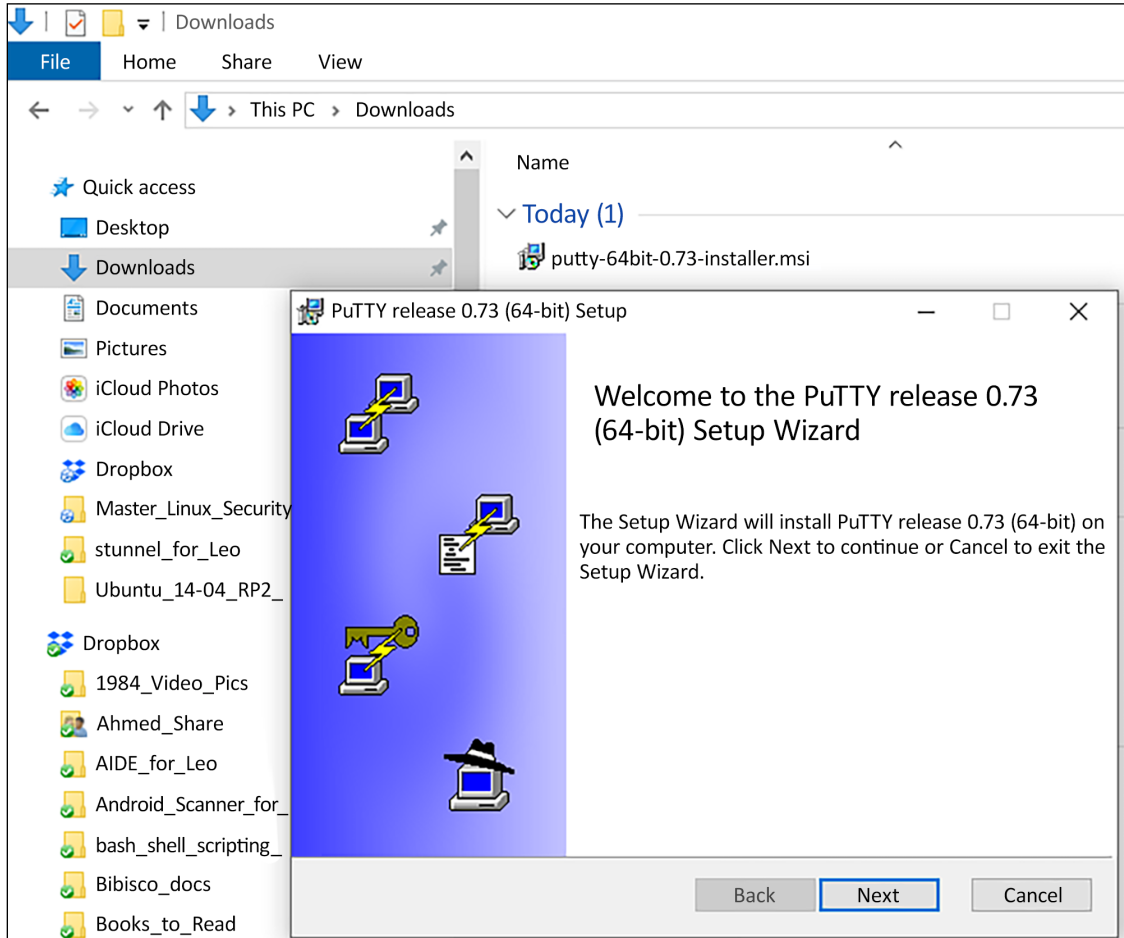 Downloads
File Home Share View
This PC > Downloads
Name
Quick access
Today (1)
Desktop
putty-64bit-0.73-installer.msi
Downloads
Documents
Pictures
iCloud Photos
iCloud Drive
Dropbox
Master_Linux_Security
stunnel_for_Leo
Ubuntu_14-04_RP2_
Dropbox
1984_Video_Pics
Ahmed_Share
AIDE_for_Leo
Android_Scanner_for_
bash_shell_scripting_
Bibisco_docs
Books_to_Read
PuTTY release 0.73 (64-bit) Setup
Welcome to the PuTTY release 0.73
(64-bit) Setup Wizard
The Setup Wizard will install PuTTY release 0.73 (64-bit) on
your computer. Click Next to continue or Cancel to exit the
Setup Wizard.
Back Next Cancel